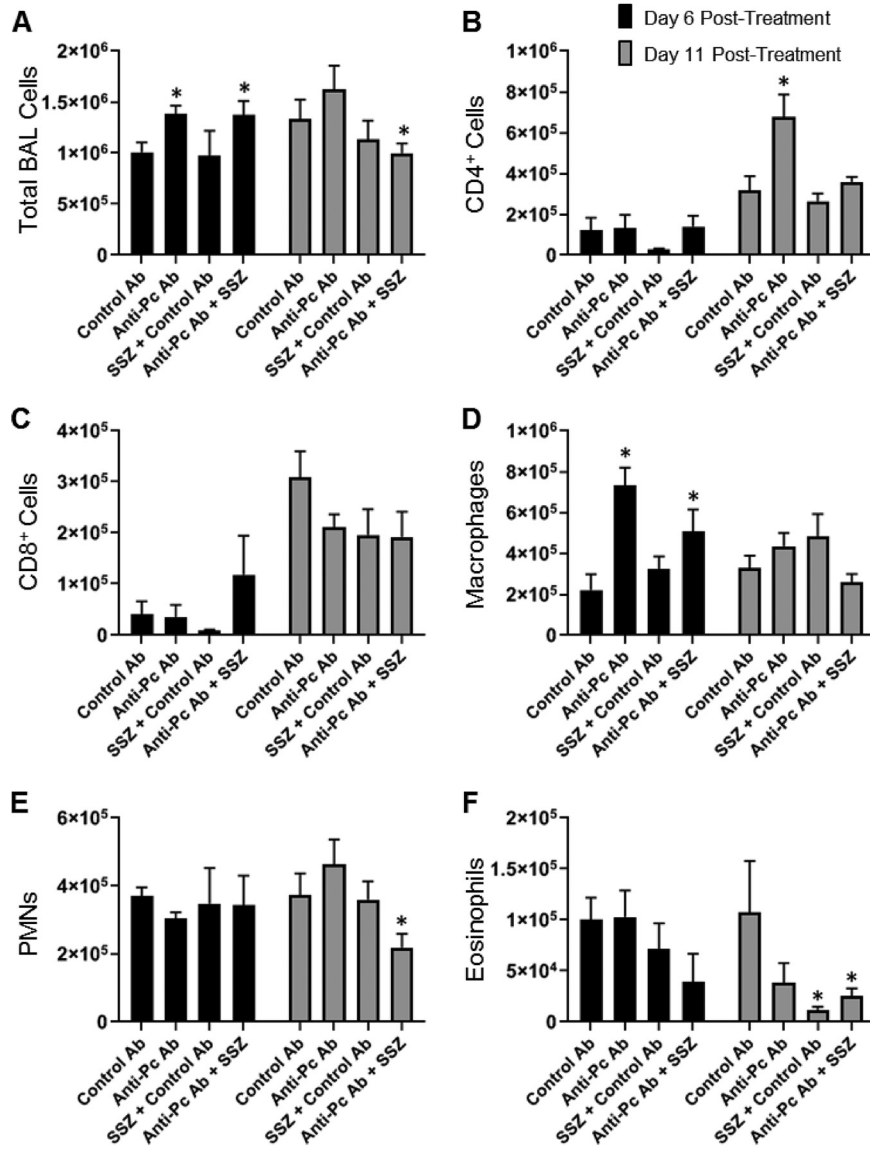 Day 6 Post-Treatment
Day 11 Post-Treatment
A
Total BAL Cells
2×10⁶
1.5×10⁶
1×10⁶
5×10⁵
0
Control Ab
Anti-Pc Ab
SSZ + Control Ab
Anti-Pc Ab + SSZ
Control Ab
Anti-Pc Ab
SSZ + Control Ab
Anti-Pc Ab + SSZ
*
*
*
B
CD4⁺ Cells
1×10⁶
8×10⁵
6×10⁵
4×10⁵
2×10⁵
0
Control Ab
Anti-Pc Ab
SSZ + Control Ab
Anti-Pc Ab + SSZ
Control Ab
Anti-Pc Ab
SSZ + Control Ab
Anti-Pc Ab + SSZ
*
C
CD8⁺ Cells
4×10⁵
3×10⁵
2×10⁵
1×10⁵
0
Control Ab
Anti-Pc Ab
SSZ + Control Ab
Anti-Pc Ab + SSZ
Control Ab
Anti-Pc Ab
SSZ + Control Ab
Anti-Pc Ab + SSZ
D
Macrophages
1×10⁶
8×10⁵
6×10⁵
4×10⁵
2×10⁵
0
Control Ab
Anti-Pc Ab
SSZ + Control Ab
Anti-Pc Ab + SSZ
Control Ab
Anti-Pc Ab
SSZ + Control Ab
Anti-Pc Ab + SSZ
*
*
E
PMNs
6×10⁵
4×10⁵
2×10⁵
0
Control Ab
Anti-Pc Ab
SSZ + Control Ab
Anti-Pc Ab + SSZ
Control Ab
Anti-Pc Ab
SSZ + Control Ab
Anti-Pc Ab + SSZ
*
F
Eosinophils
2×10⁵
1.5×10⁵
1×10⁵
5×10⁴
0
Control Ab
Anti-Pc Ab
SSZ + Control Ab
Anti-Pc Ab + SSZ
Control Ab
Anti-Pc Ab
SSZ + Control Ab
Anti-Pc Ab + SSZ
*
*